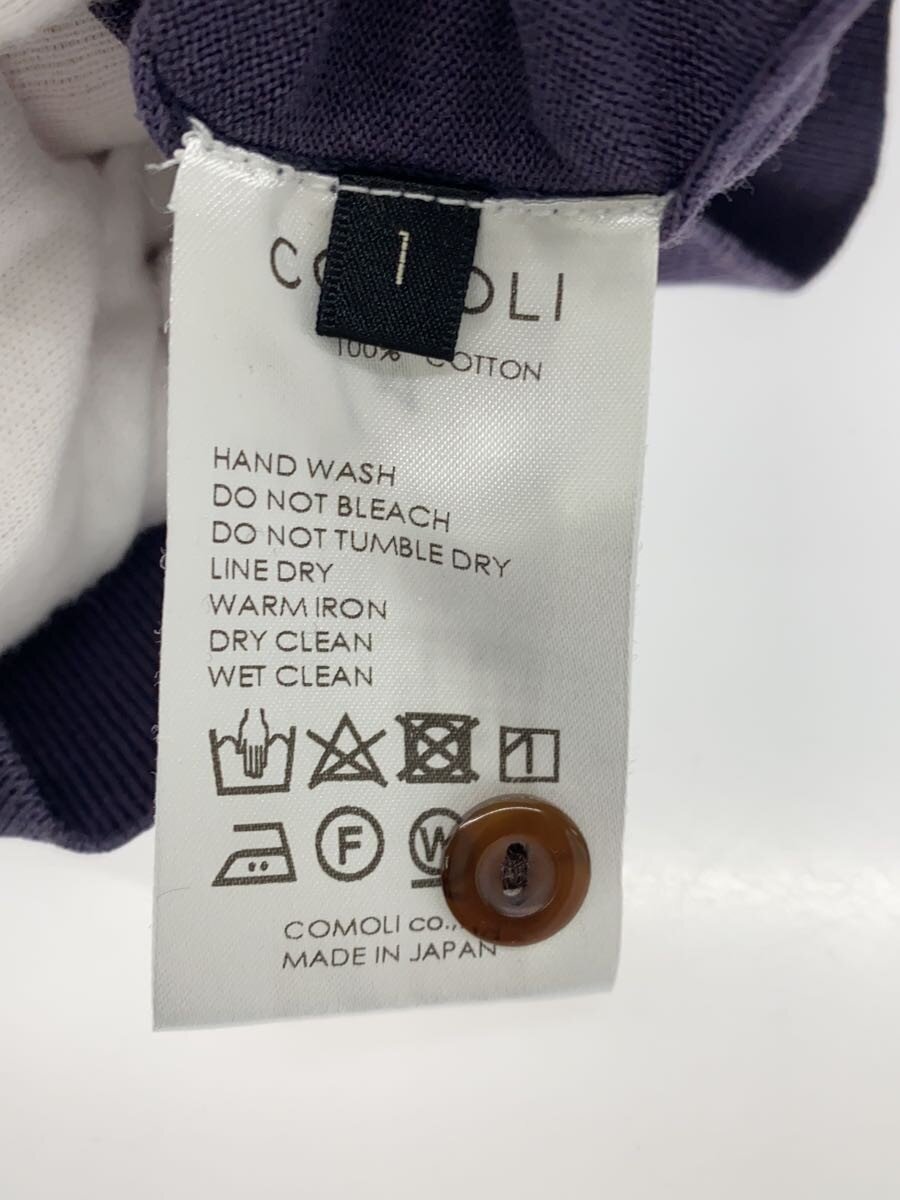 1
COMOLI
100% COTTON
HAND WASH
DO NOT BLEACH
DO NOT TUMBLE DRY
LINE DRY
WARM IRON
DRY CLEAN
WET CLEAN
F W
COMOLI CO.,
MADE IN JAPAN